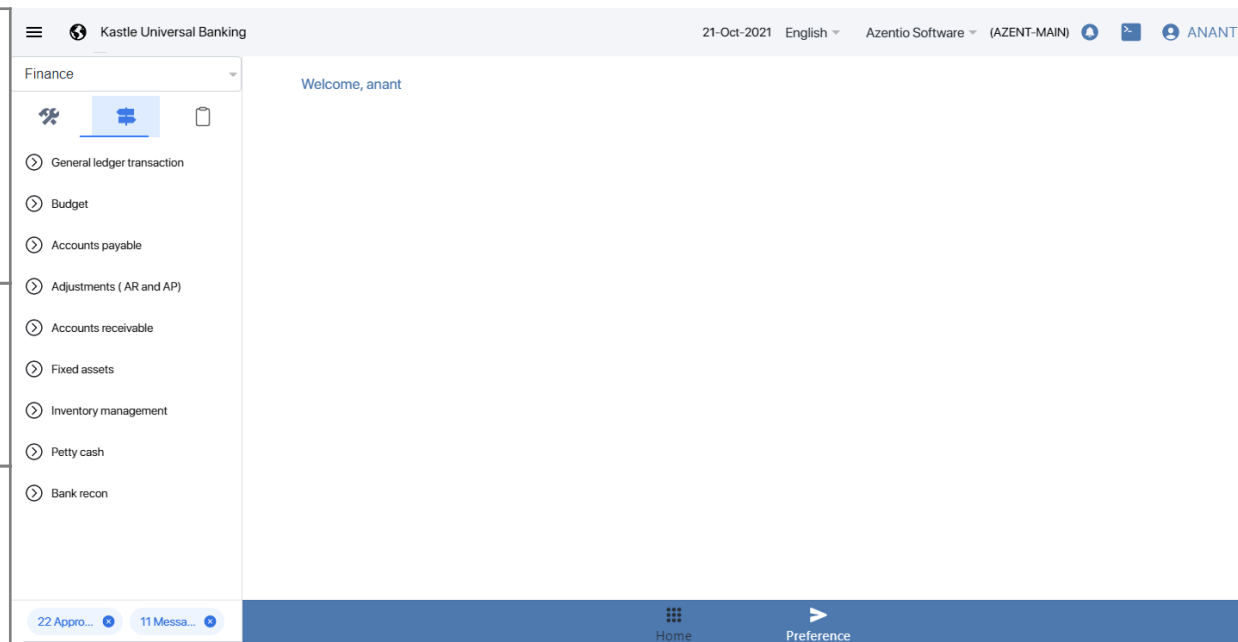 Kastle Universal Banking 21-Oct-2021 English Azentio Software (AZENT-MAIN) ANANT
Finance
Welcome, anant
General ledger transaction
Budget
Accounts payable
Adjustments ( AR and AP)
Accounts receivable
Fixed assets
Inventory management
Petty cash
Bank recon
22 Appro... 11 Messa...
Home Preference